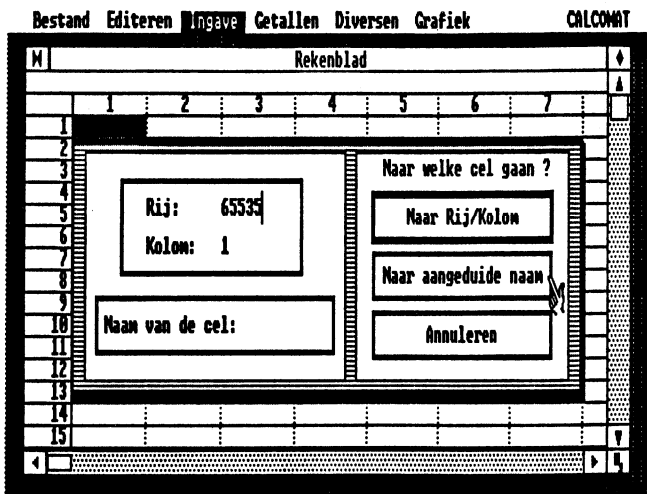 Bestand Editeren Ingave Getallen Diversen Grafiek CALCOMAT
Rekenblad
1 2 3 4 5 6 7
1
2
3
4
5
6
7
8
9
10
11
12
13
14
15
Rij: 65535
Kolom: 1
Naam van de cel:
Naar welke cel gaan ?
Naar Rij/Kolom
Naar aangeduide naam
Annuleren